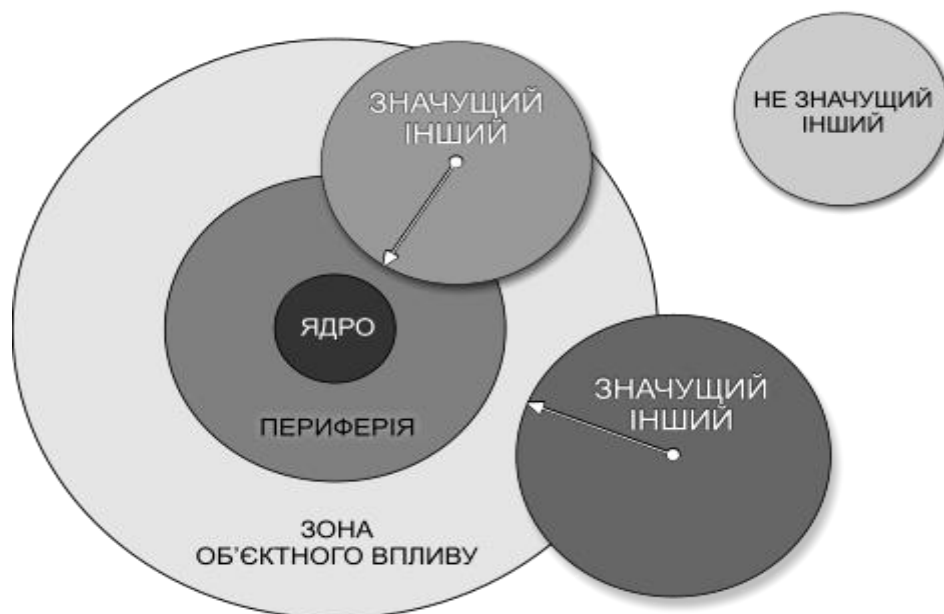 ЗНАЧУЩИЙ
ІНШИЙ
НЕ ЗНАЧУЩИЙ
ІНШИЙ
ЯДРО
ПЕРИФЕРІЯ
ЗНАЧУЩИЙ
ІНШИЙ
ЗОНА
ОБ’ЄКТНОГО ВПЛИВУ